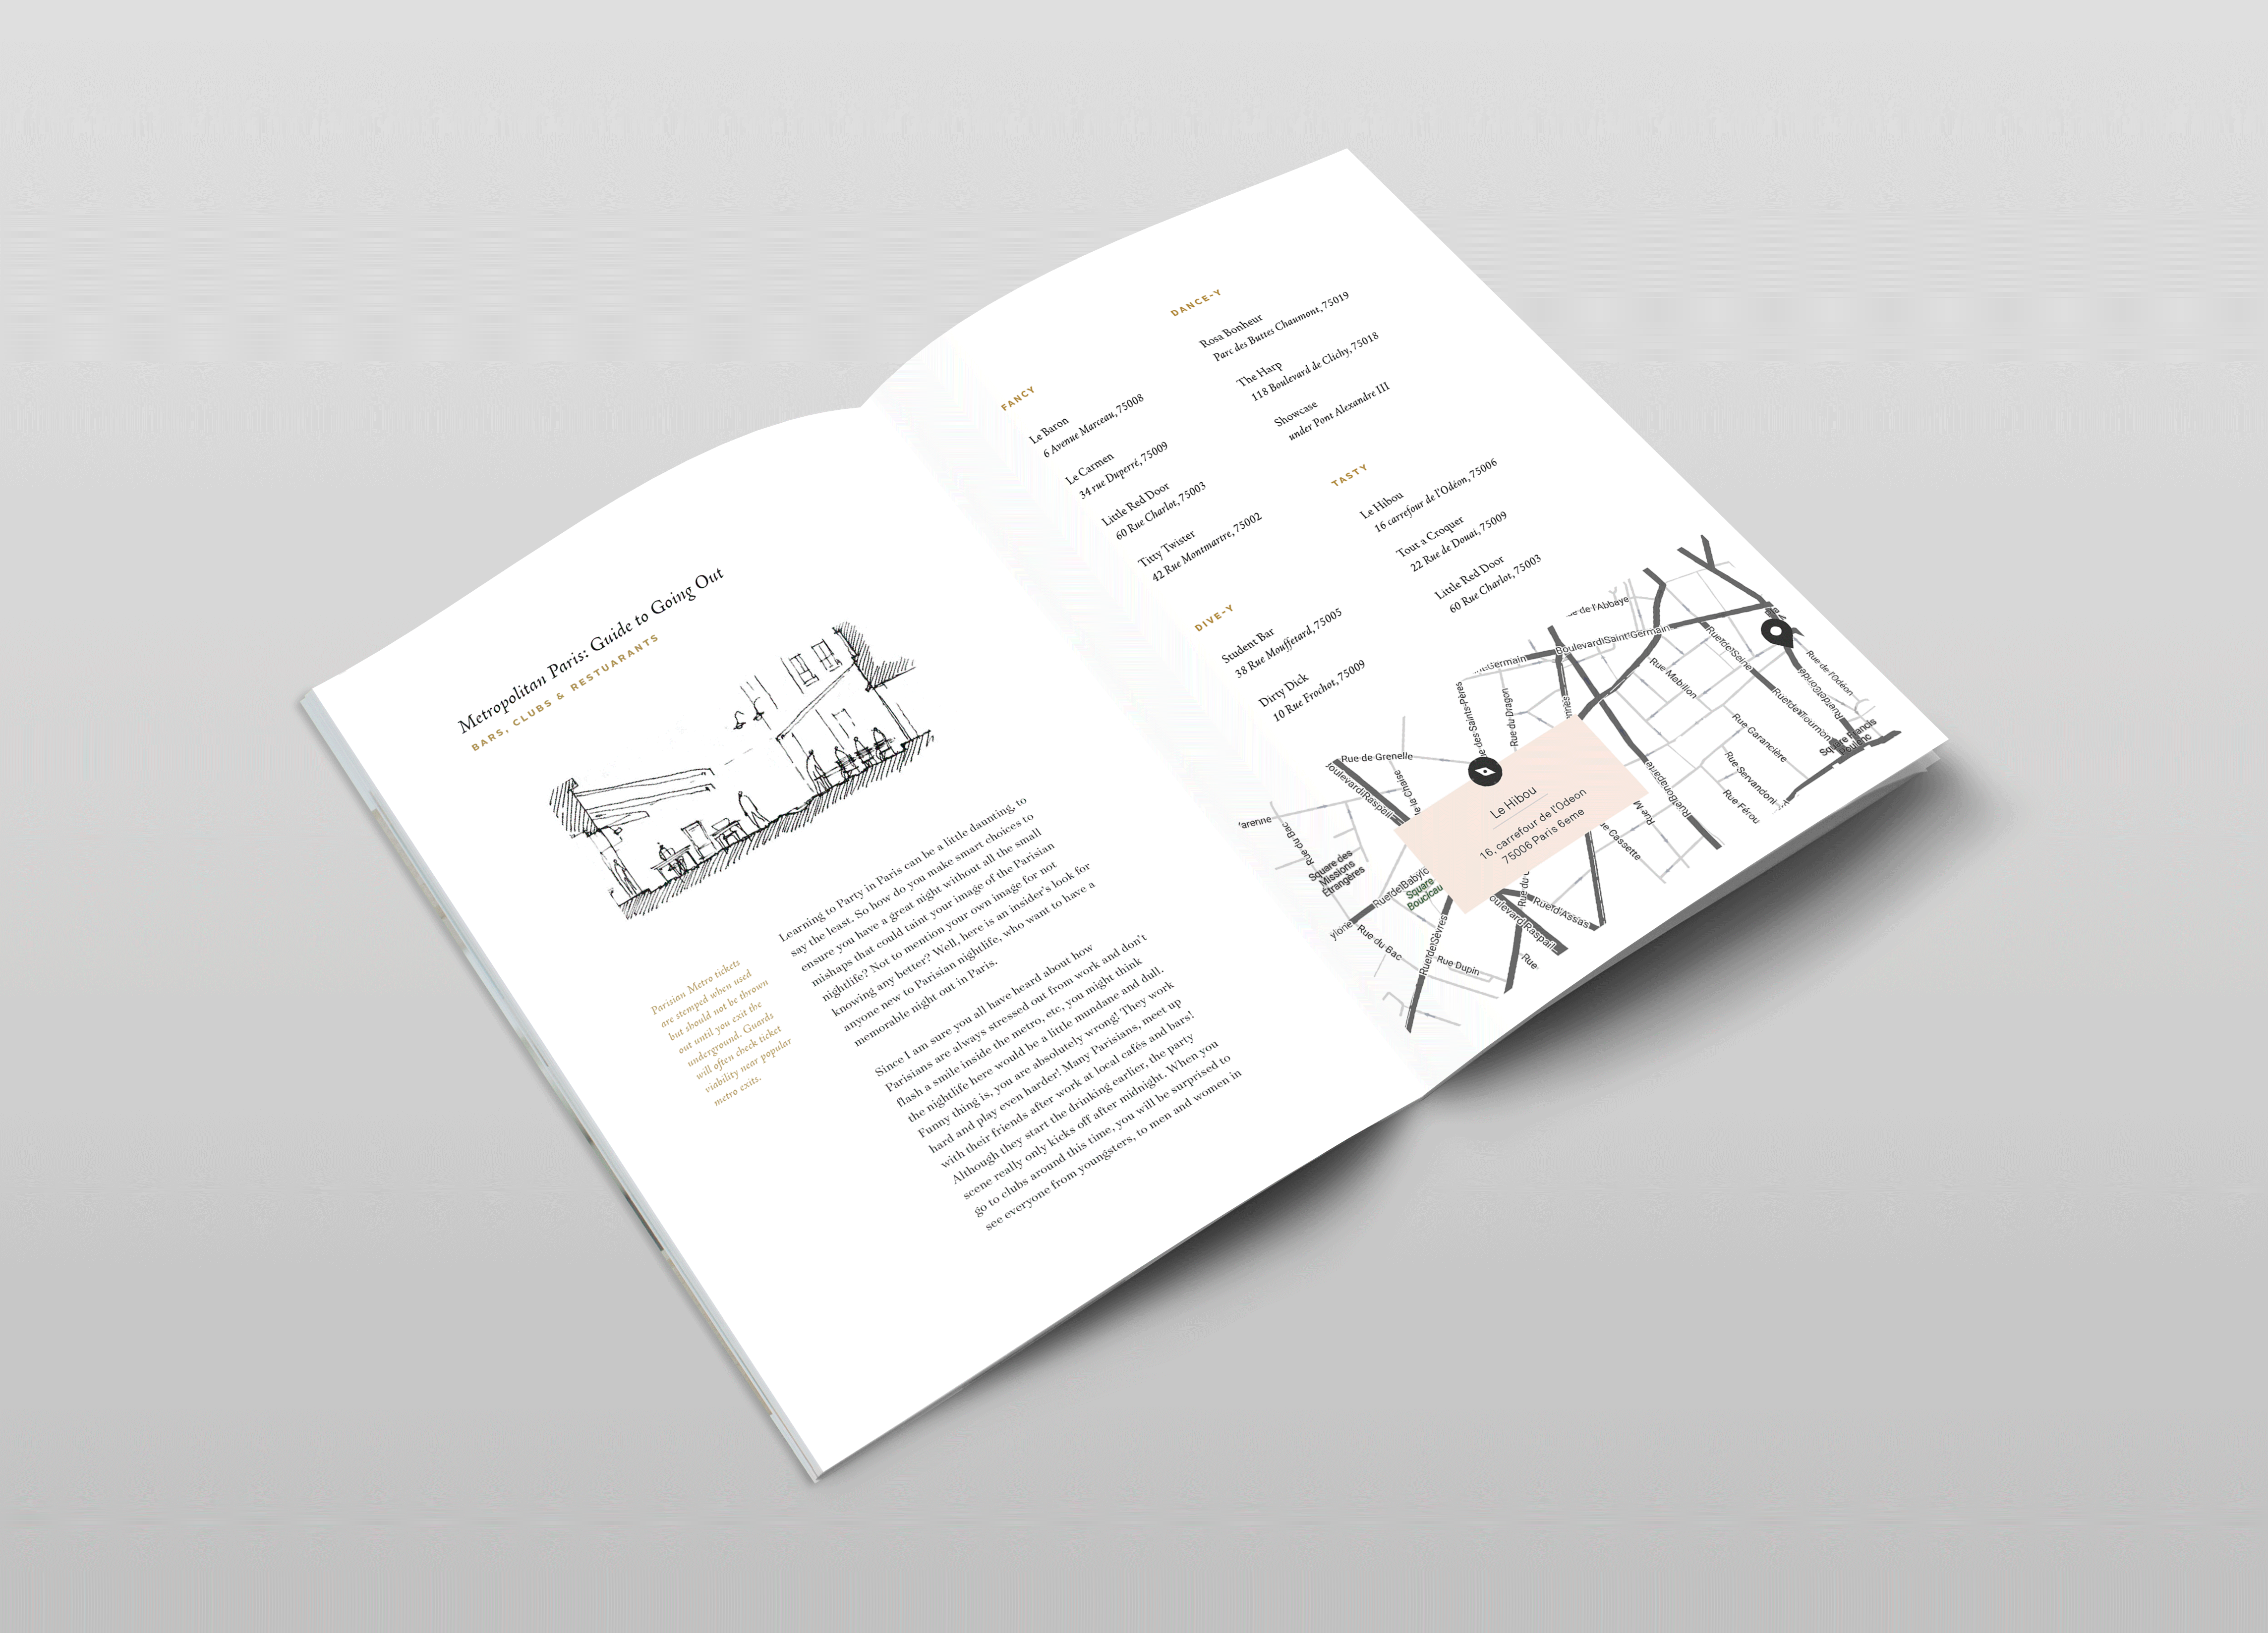 Metropolitan Paris: Guide to Going Out
BARS, CLUBS & RESTUARANTS
Learning to Party in Paris can be a little daunting, to
say the least. So how do you make smart choices to
ensure you have a great night without all the small
mishaps that could taint your image of the Parisian
nightlife? Not to mention your own image for not
knowing any better? Well, here is an insider's look for
anyone new to Parisian nightlife, who want to have a
memorable night out in Paris.
Since I am sure you all have heard about how
Parisians are always stressed out from work and don't
flash a smile inside the metro, etc, you might think
the nightlife here would be a little mundane and dull.
Funny thing is, you are absolutely wrong! They work
hard and play even harder! Many Parisians, meet up
with their friends after work at local cafés and bars!
Although they start the drinking earlier, the party
scene really only kicks off after midnight. When you
go to clubs around this time, you will be surprised to
see everyone from youngsters, to men and women in
Parisian Metro tickets
are stemped when used
but should not be thrown
out until you exit the
underground. Guards
will often check ticket
viability near popular
metro exits.
FANCY
Le Baron
6 Avenue Marceau, 75008
Le Carmen
34 rue Duperré, 75009
Little Red Door
60 Rue Charlot, 75003
Titty Twister
42 Rue Montmartre, 75002
DIVE-Y
Student Bar
38 Rue Mouffetard, 75005
Dirty Dick
10 Rue Frochot, 75009
DANCE-Y
Rosa Bonheur
Parc des Buttes Chaumont, 75019
The Harp
118 Boulevard de Clichy, 75018
Showcase
under Pont Alexandre III
TASTY
Le Hibou
16 carrefour de l'Odéon, 75006
Tout a Croquer
22 Rue de Douai, 75009
Little Red Door
60 Rue Charlot, 75003
de l'Abbaye
Boulevard Saint Germain
Germain
Rue de Seine
Rue Mabillon
Rue de l'Odéon
Rue de Condé
Rue de Tournon
Rue Garancière
Square Francis
Rue Servandoni
Rue Férou
Rue Bonaparte
Rue M
Cassette
des Saints-Pères
Rue du Dragon
Rue de Grenelle
Boulevard Raspail
la Chaise
arenne
Rue du Bac
Square des
Missions
Étrangères
Rue de Babylo
Square
Boucicau
ylone
Rue du Bac
Rue de Sèvres
Rue Dupin
Rue du
Rue d'Assas
oulevard Raspail
Rue
Le Hibou
16, carrefour de l'Odeon
75006 Paris 6eme